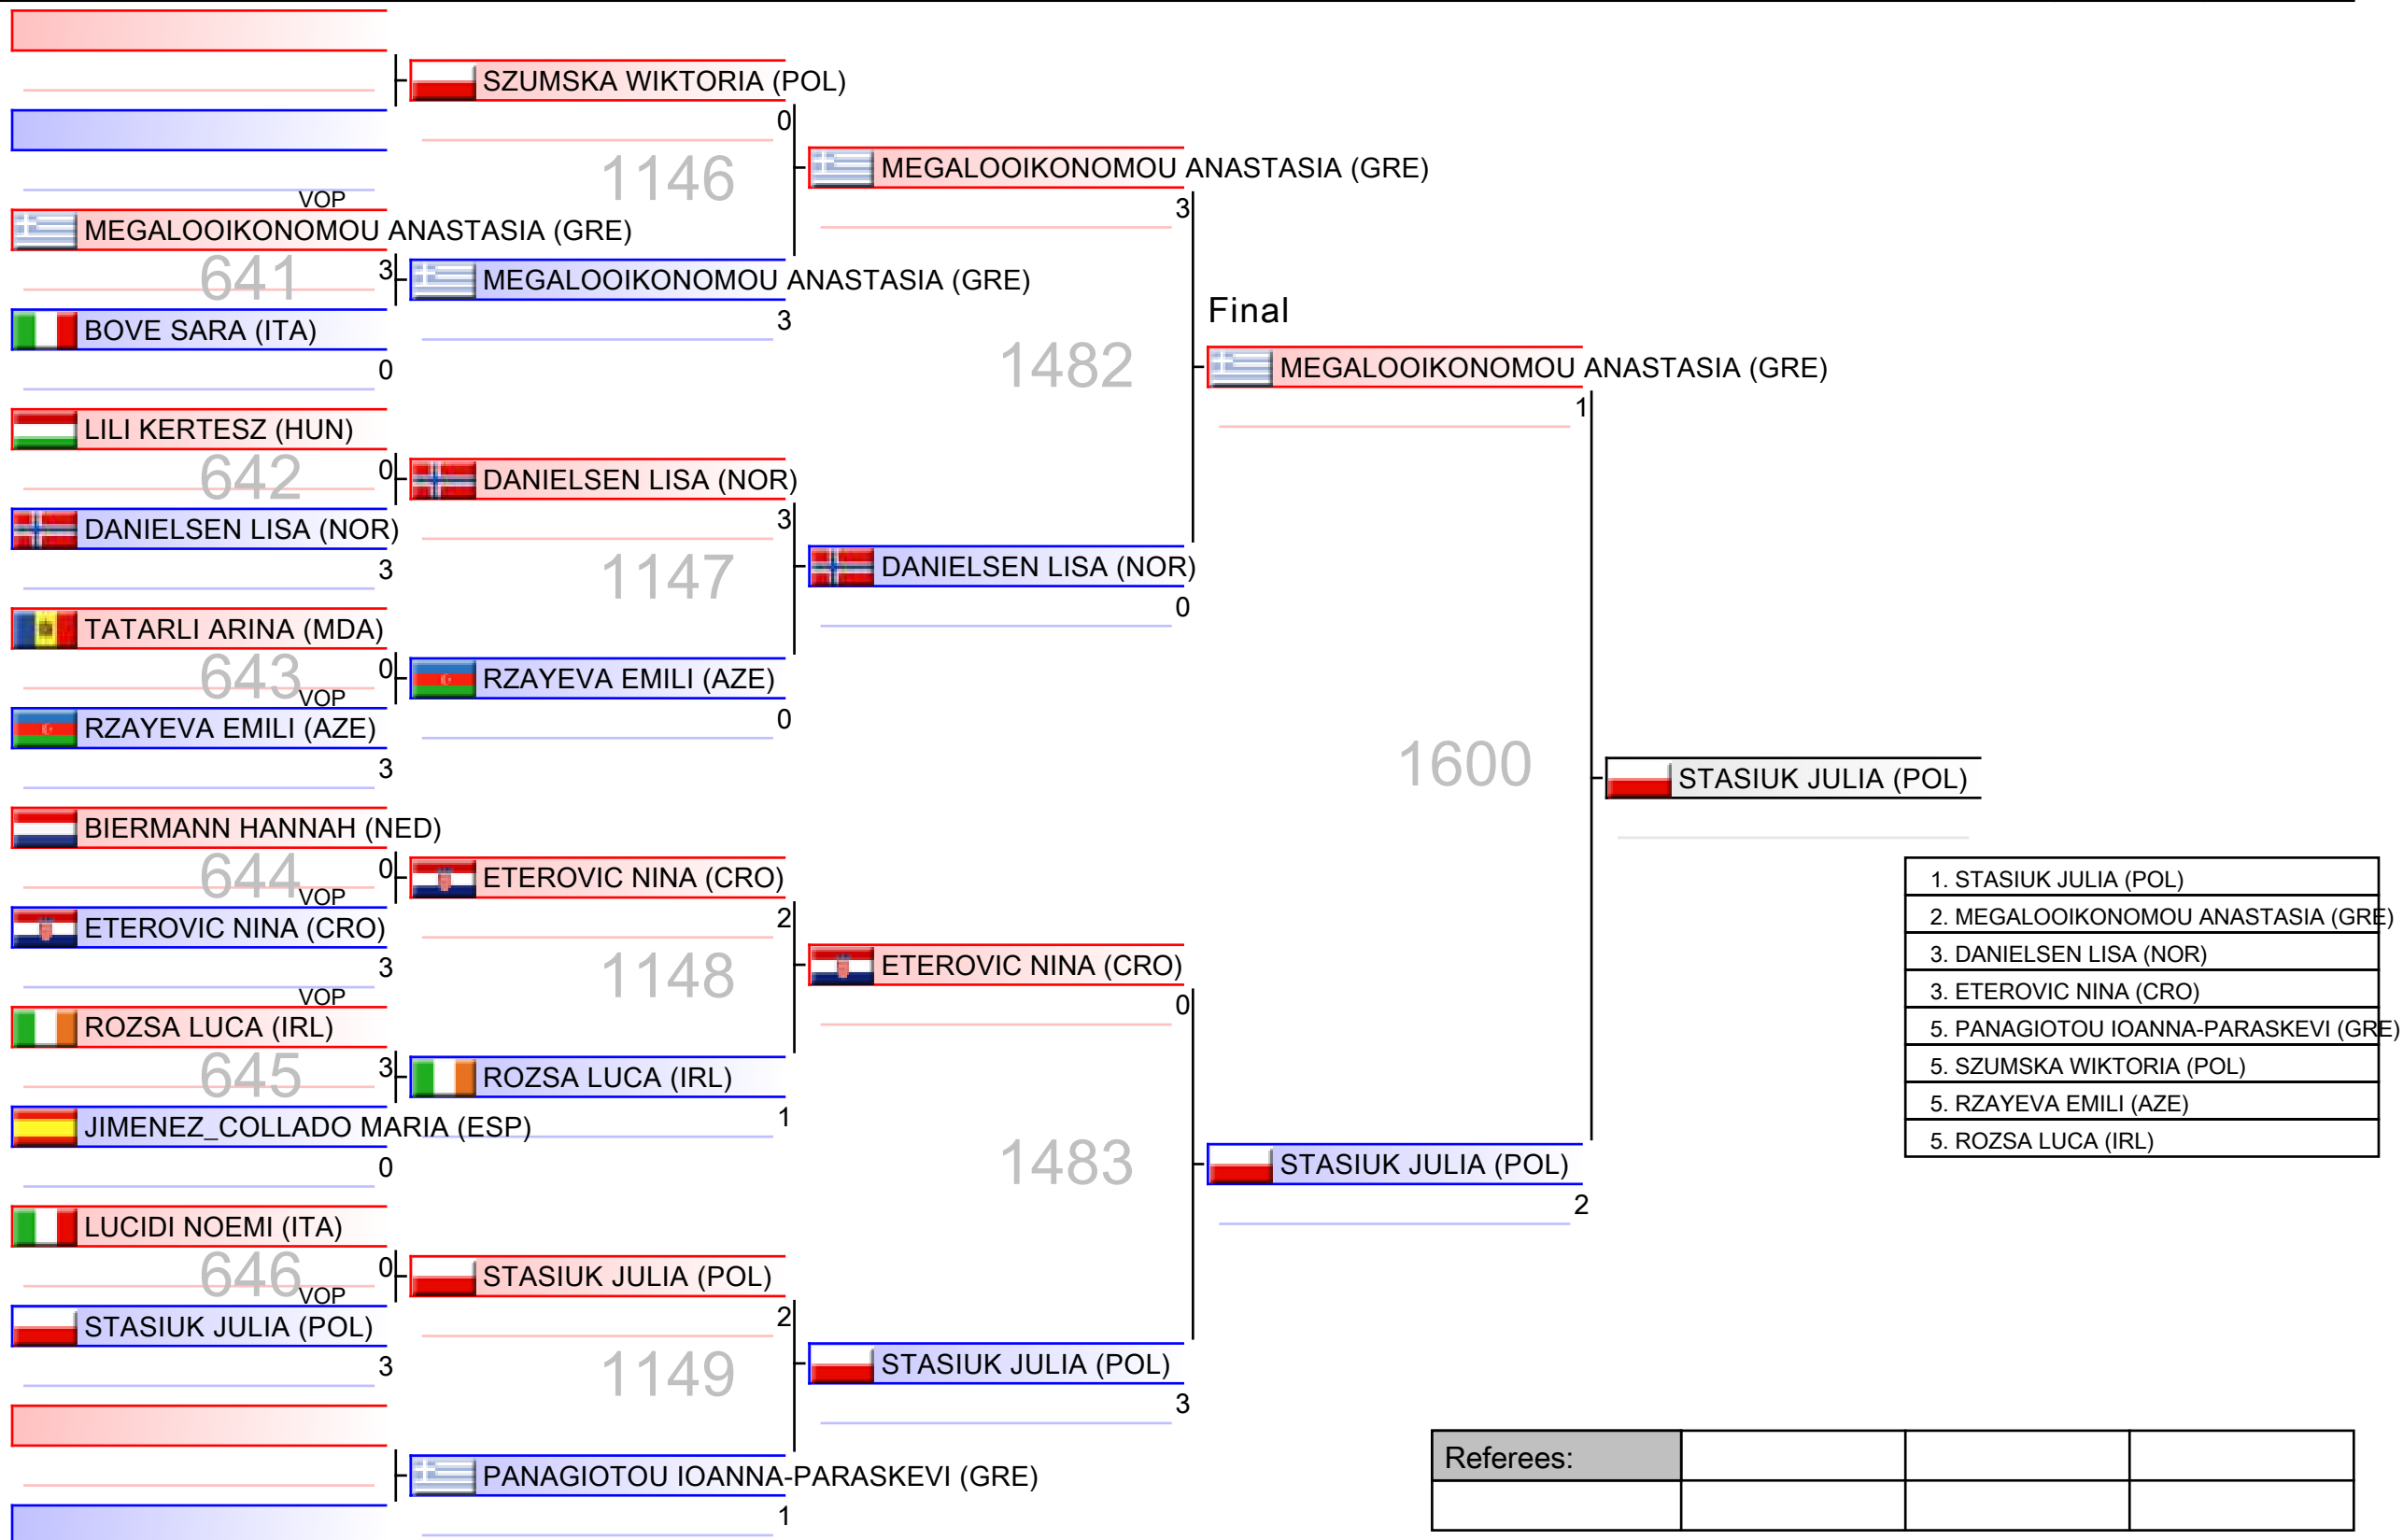 SZUMSKA WIKTORIA (POL)
0
1146
MEGALOOIKONOMOU ANASTASIA (GRE)
3
VOP
MEGALOOIKONOMOU ANASTASIA (GRE)
641
3
MEGALOOIKONOMOU ANASTASIA (GRE)
3
BOVE SARA (ITA)
0
Final
1482
MEGALOOIKONOMOU ANASTASIA (GRE)
1
LILI KERTESZ (HUN)
642
0
DANIELSEN LISA (NOR)
3
DANIELSEN LISA (NOR)
3
1147
DANIELSEN LISA (NOR)
0
TATARLI ARINA (MDA)
643
0
VOP
RZAYEVA EMILI (AZE)
0
RZAYEVA EMILI (AZE)
3
1600
STASIUK JULIA (POL)
BIERMANN HANNAH (NED)
644
0
VOP
ETEROVIC NINA (CRO)
2
ETEROVIC NINA (CRO)
3
1148
ETEROVIC NINA (CRO)
0
VOP
ROZSA LUCA (IRL)
645
3
ROZSA LUCA (IRL)
1
JIMENEZ_COLLADO MARIA (ESP)
0
1483
STASIUK JULIA (POL)
2
1. STASIUK JULIA (POL)
2. MEGALOOIKONOMOU ANASTASIA (GRE)
3. DANIELSEN LISA (NOR)
3. ETEROVIC NINA (CRO)
5. PANAGIOTOU IOANNA-PARASKEVI (GRE)
5. SZUMSKA WIKTORIA (POL)
5. RZAYEVA EMILI (AZE)
5. ROZSA LUCA (IRL)
LUCIDI NOEMI (ITA)
646
0
VOP
STASIUK JULIA (POL)
2
STASIUK JULIA (POL)
3
1149
STASIUK JULIA (POL)
3
PANAGIOTOU IOANNA-PARASKEVI (GRE)
1
Referees: